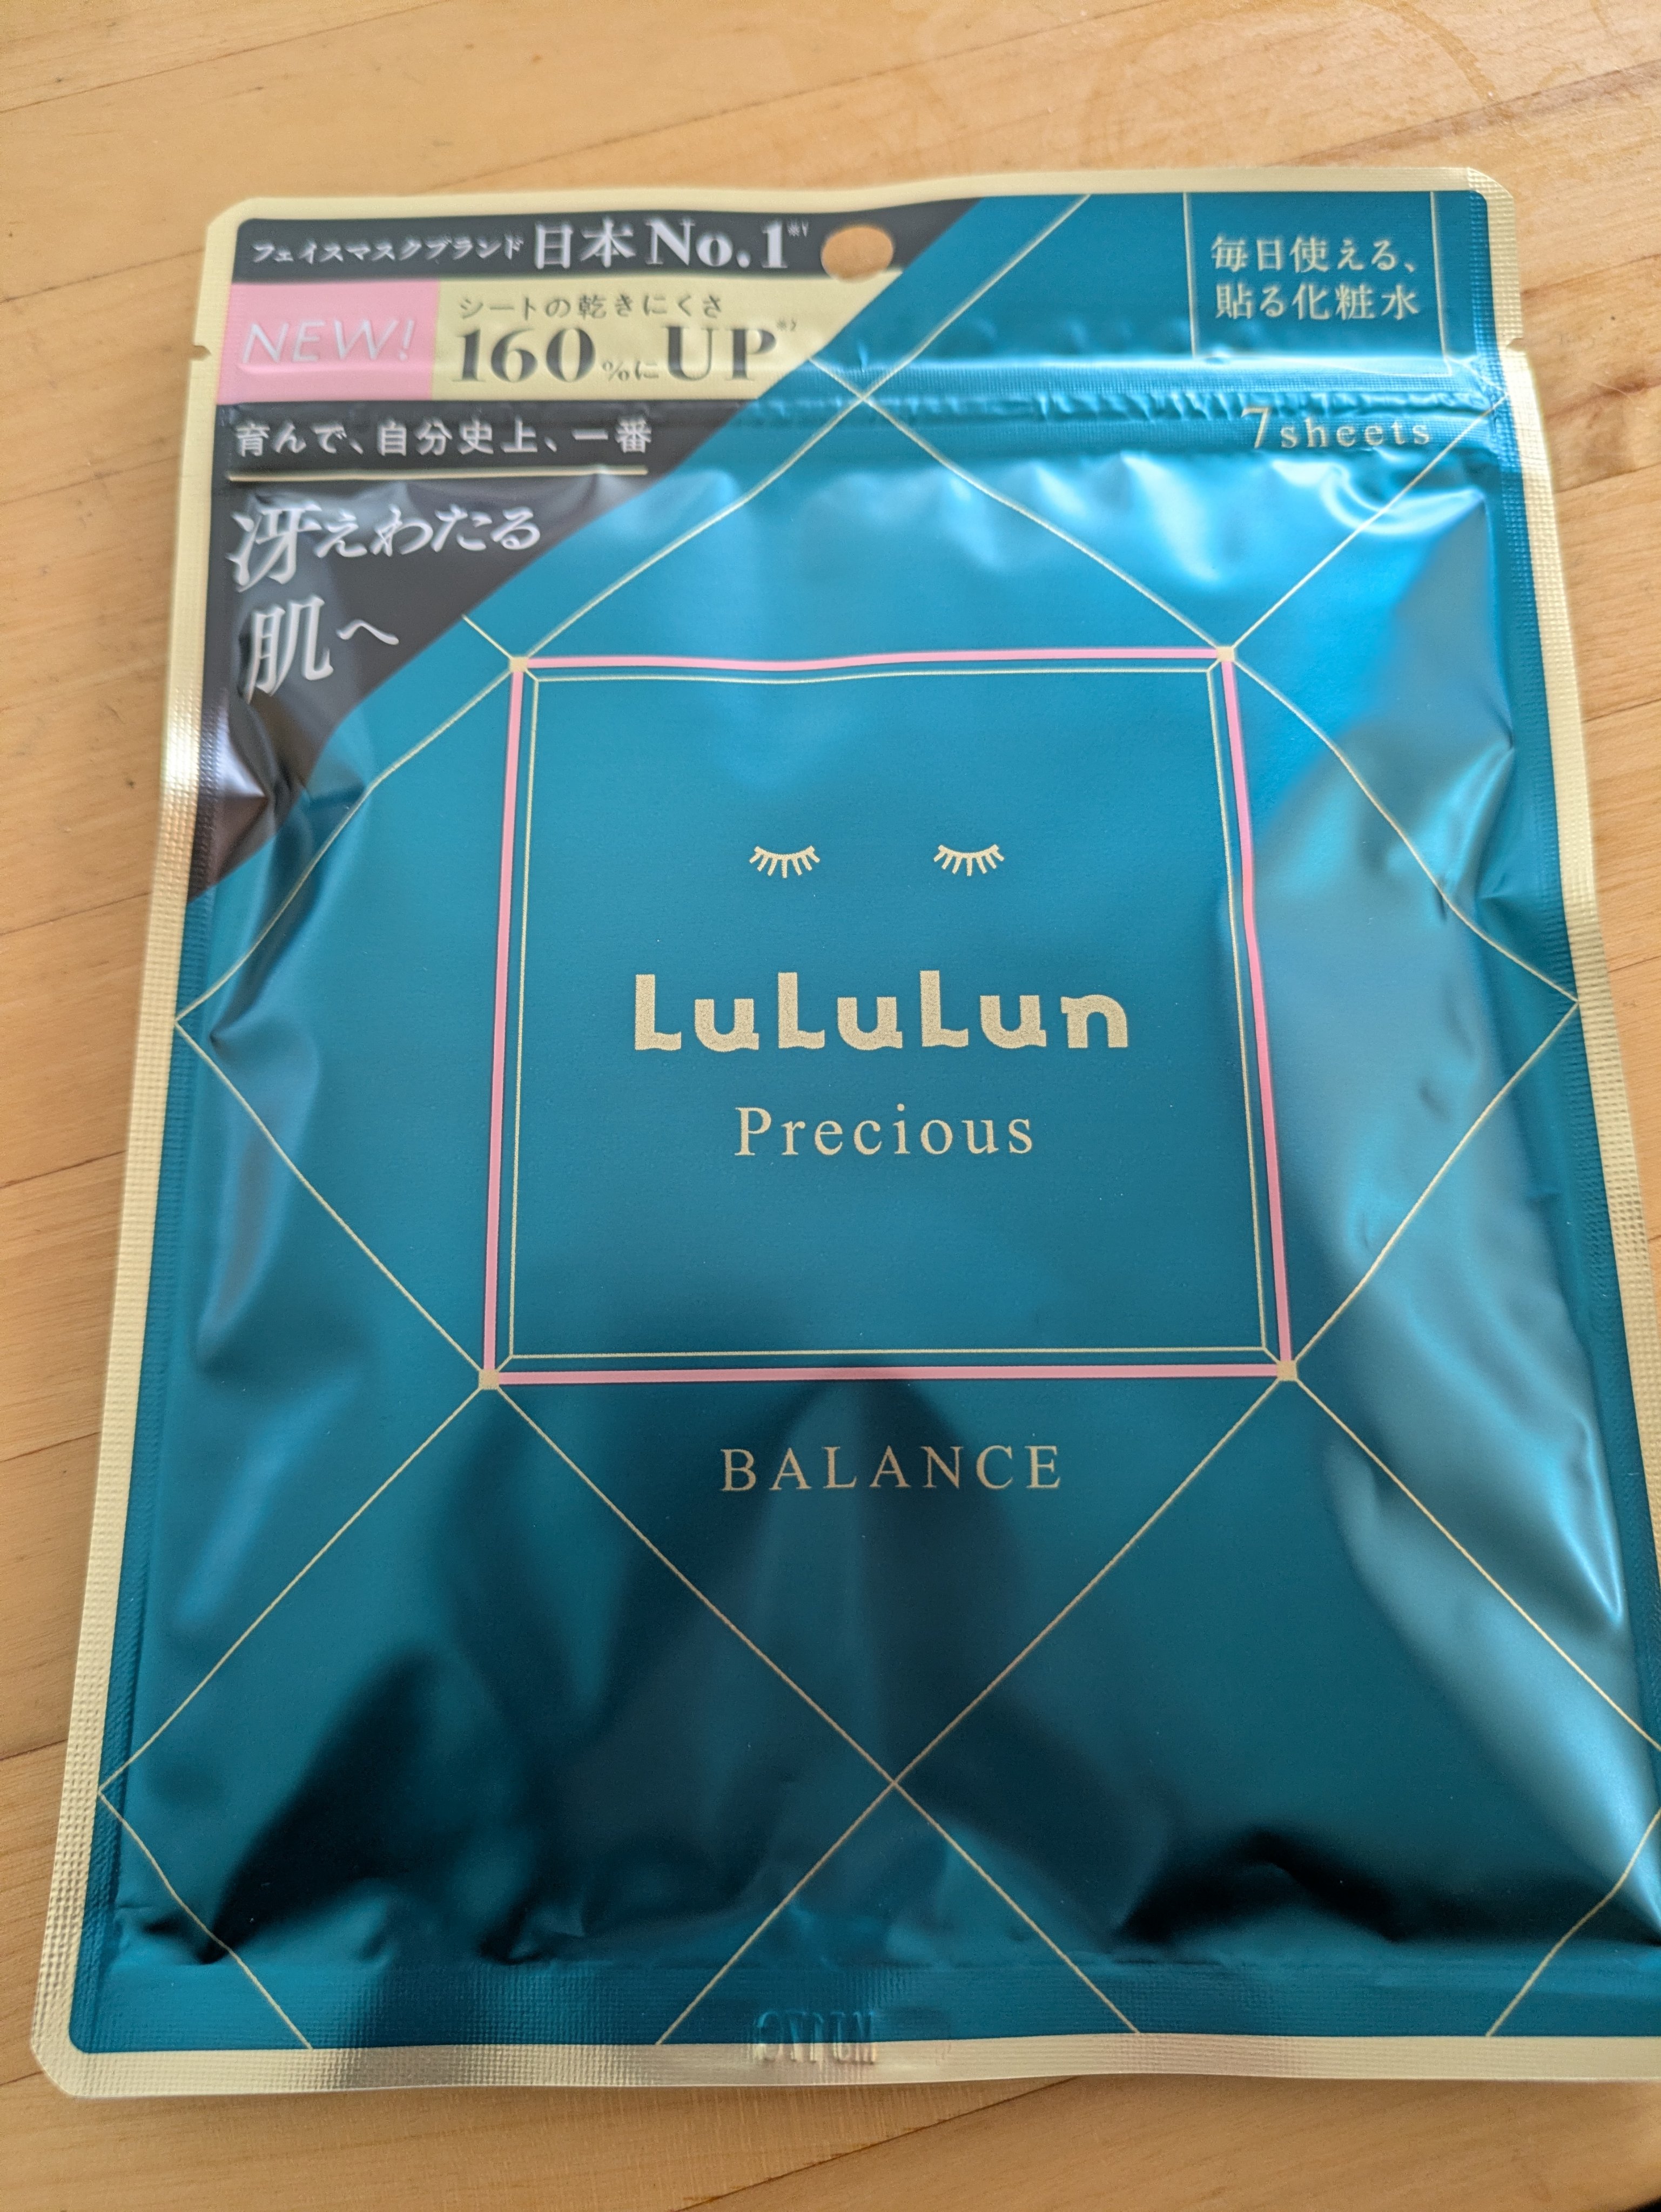 フェイスマスクブランド 日本 No.1※1
NEW!
シートの乾きにくさ
160%にUP※2
育んで、自分史上、一番
冴えわたる
肌へ
毎日使える、
貼る化粧水
7sheets
LuLuLun
Precious
BALANCE